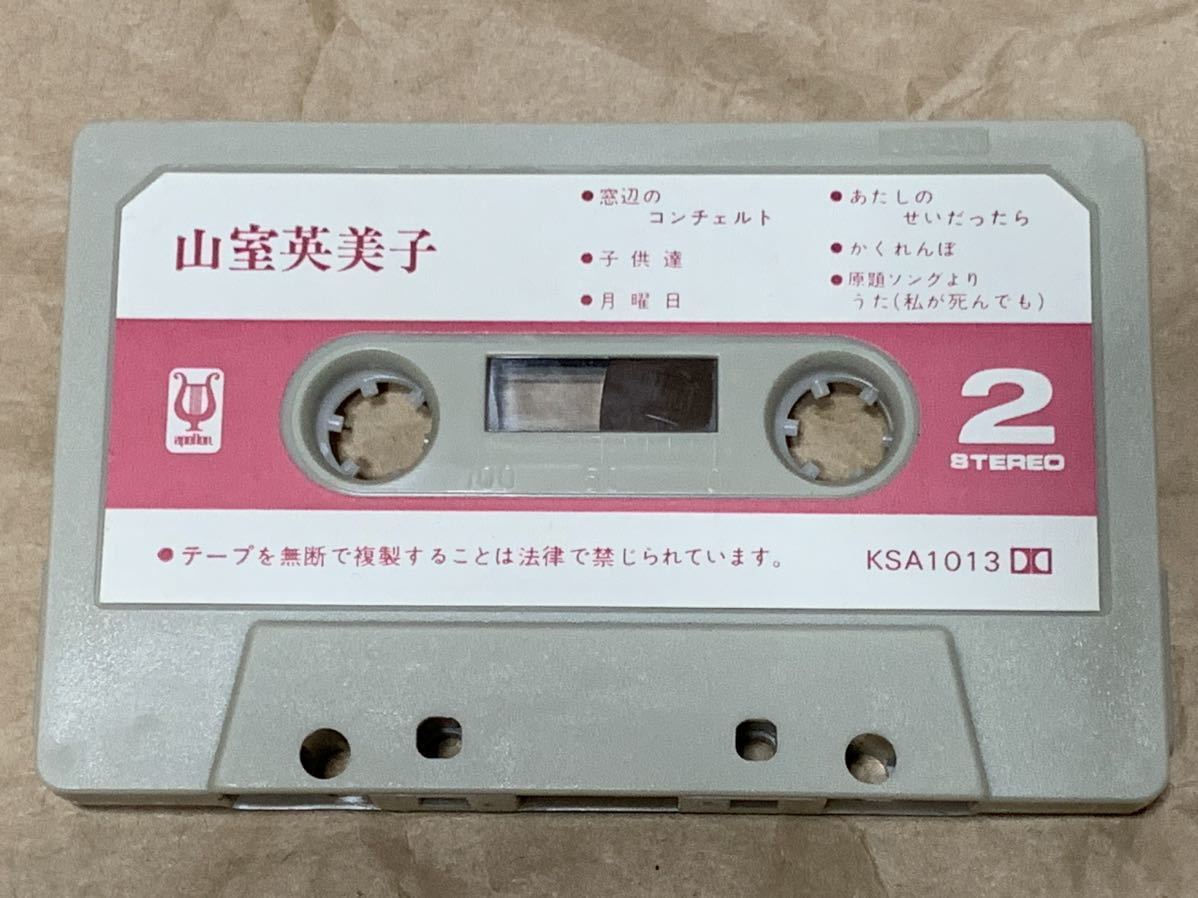 JAPAN
山室英美子
●窓辺の
コンチェルト
●子供達
●月曜日
●あたしの
せいだったら
●かくれんぼ
●原題ソングより
うた(私が死んでも)
apollon
2
STEREO
100
●テープを無断で複製することは法律で禁じられています。
KSA1013